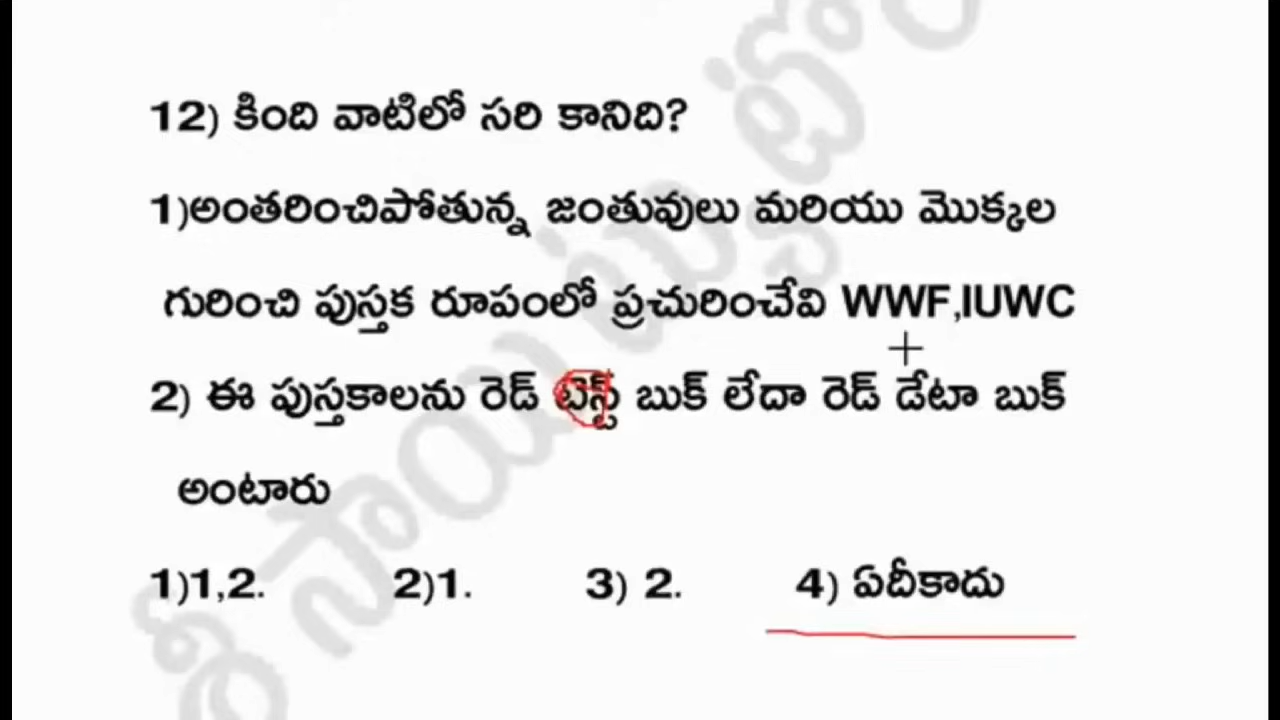 12) కింది వాటిలో సరి కానిది?
1)అంతరించిపోతున్న జంతువులు మరియు మొక్కల
గురించి పుస్తక రూపంలో ప్రచురించేవి WWF,IUWC
2) ఈ పుస్తకాలను రెడ్ టెస్ట్ బుక్ లేదా రెడ్ డేటా బుక్
అంటారు
1)1,2. 2)1. 3) 2. 4) ఏదీకాదు